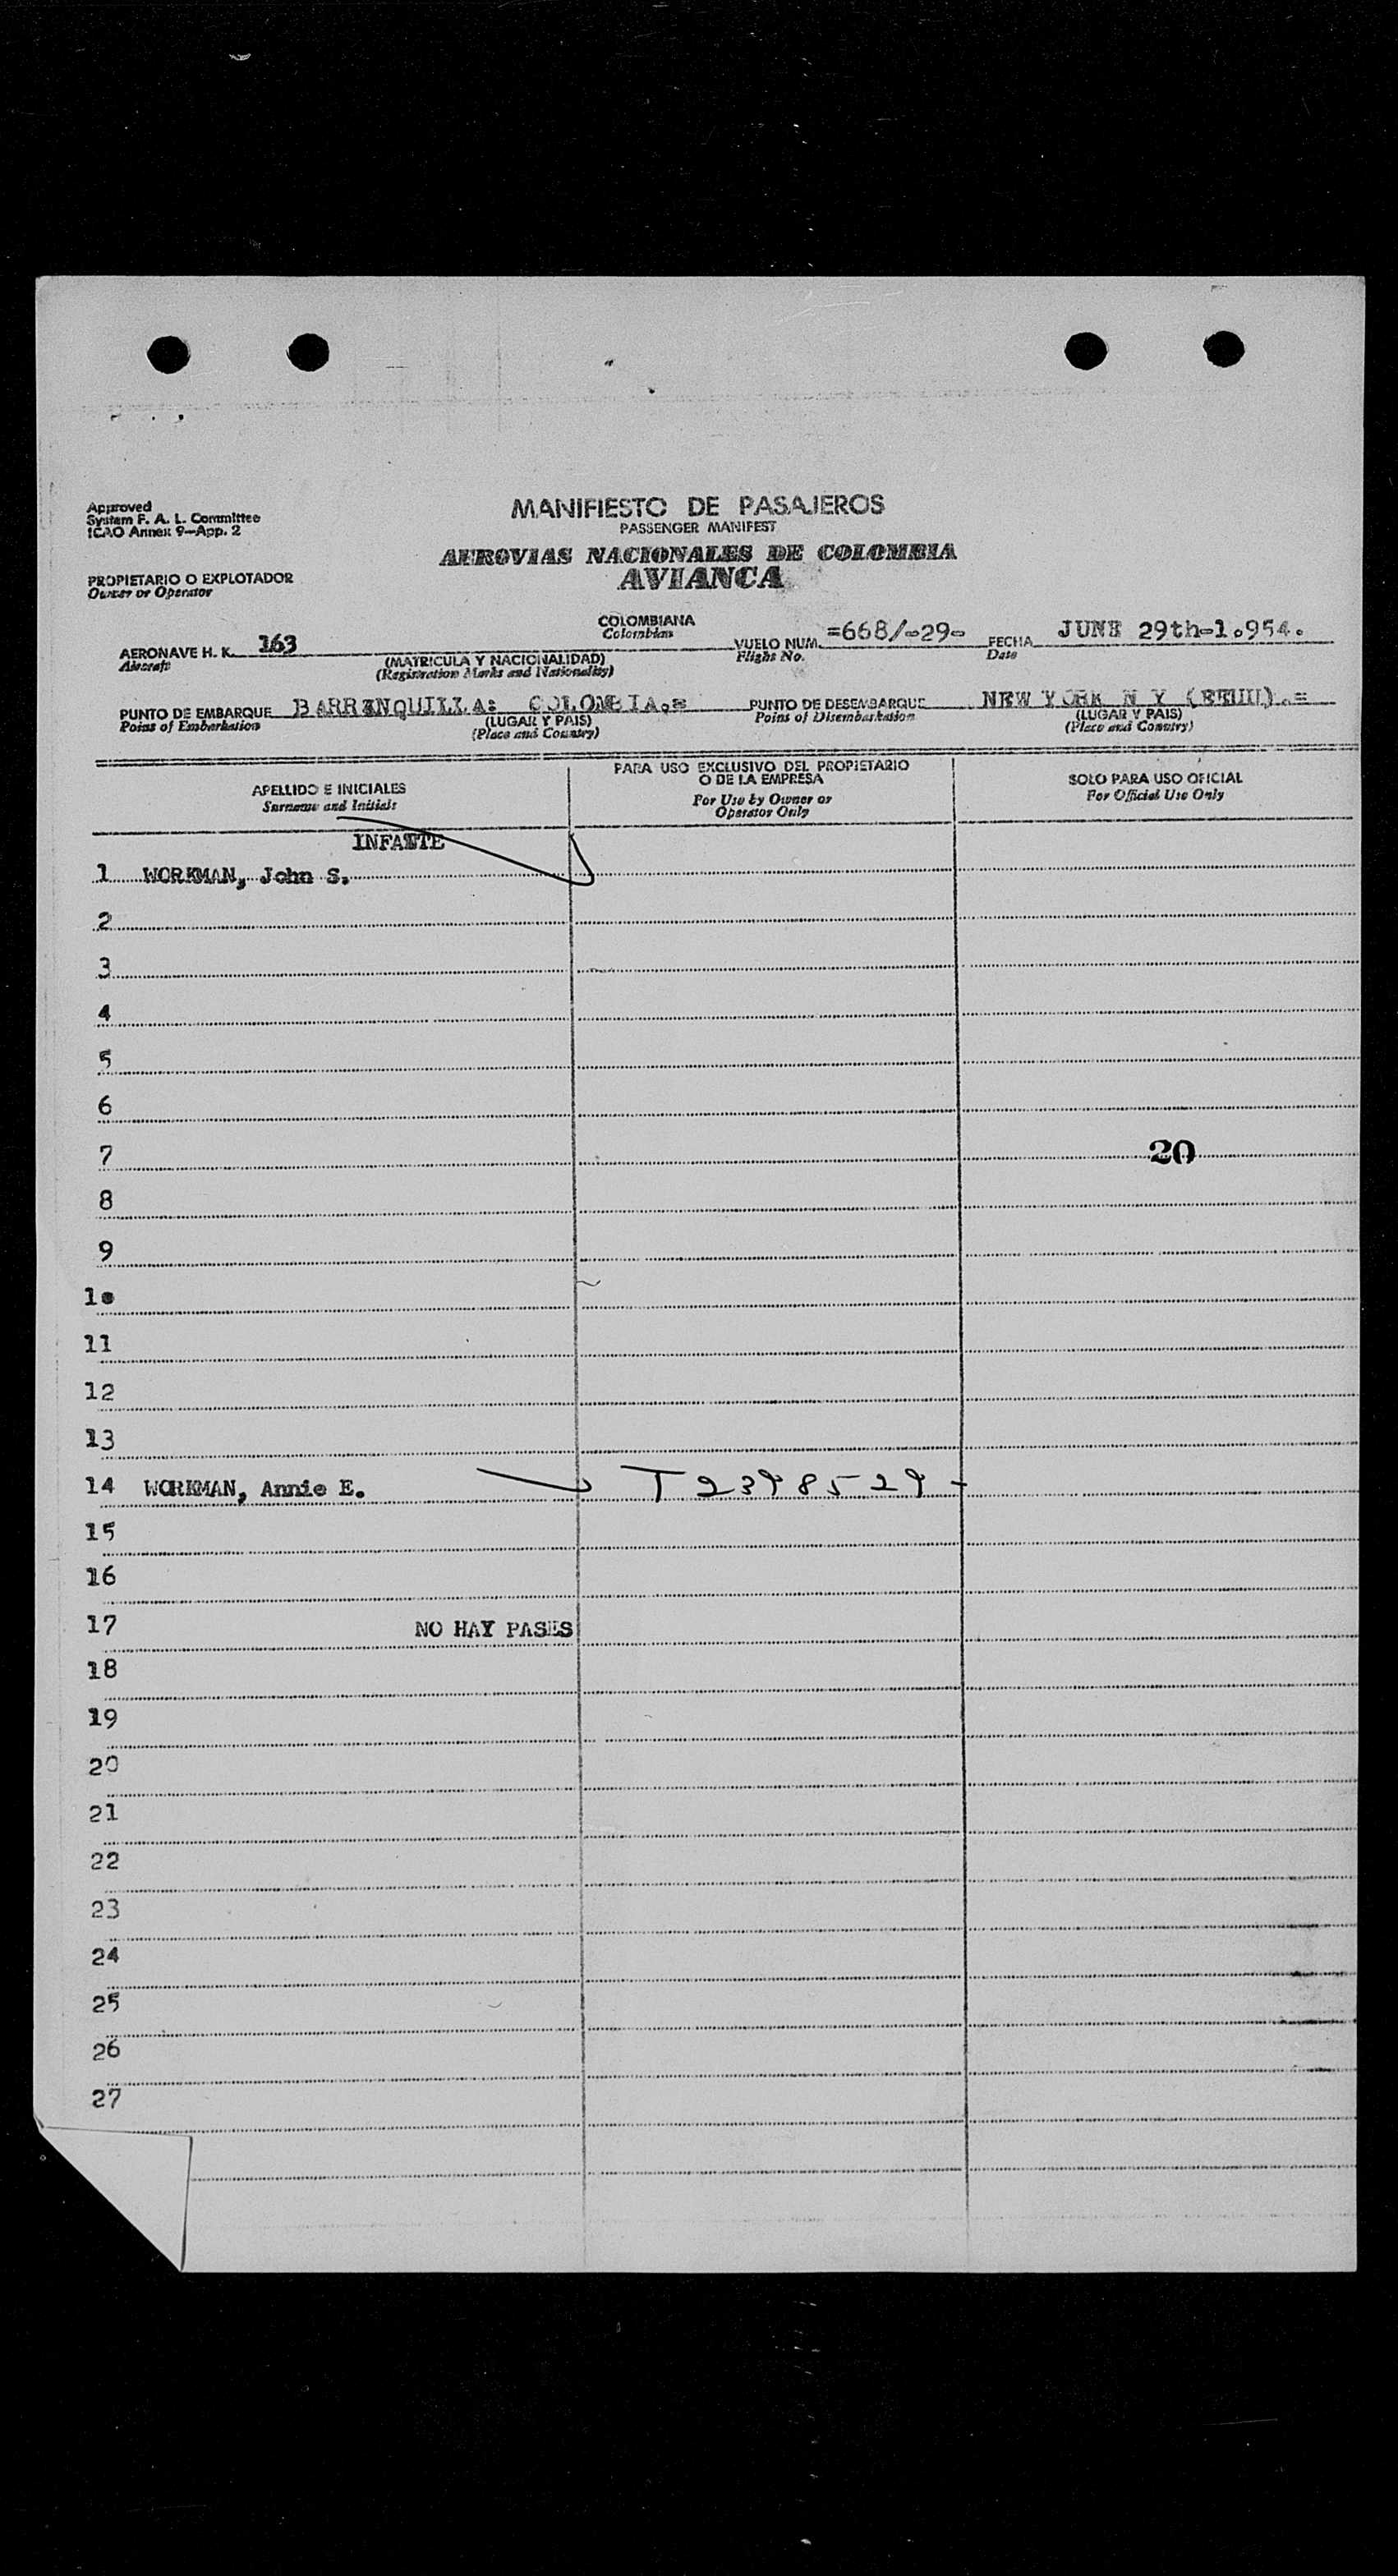 Approved
System F. A. L. Committee
ICAO Annex 9—App. 2
MANIFIESTO DE PASAJEROS
PASSENGER MANIFEST
AEROVIAS NACIONALES DE COLOMBIA
AVIANCA
PROPIETARIO O EXPLOTADOR
Owner or Operator
COLOMBIANA
Colombian
AERONAVE H. K. 163 VUELO NUM. =668/-29- FECHA JUNE 29th-1.954.
Aircraft (MATRICULA Y NACIONALIDAD) Flight No. Date
(Registration Marks and Nationality)
PUNTO DE EMBARQUE BARRANQUILLA: COLOMBIA.= PUNTO DE DESEMBARQUE NEW YORK N Y (EEUU).=
Point of Embarkation (LUGAR Y PAIS) Point of Disembarkation (LUGAR Y PAIS)
(Place and Country) (Place and Country)
APELLIDO E INICIALES
Surname and Initials
PARA USO EXCLUSIVO DEL PROPIETARIO
O DE LA EMPRESA
For Use by Owner or
Operator Only
SOLO PARA USO OFICIAL
For Official Use Only
INFANTE
1 WORKMAN, John S.
2
3
4
5
6
7 20
8
9
10
11
12
13
14 WORKMAN, Annie E. T2398529-
15
16
17 NO HAY PASES
18
19
20
21
22
23
24
25
26
27